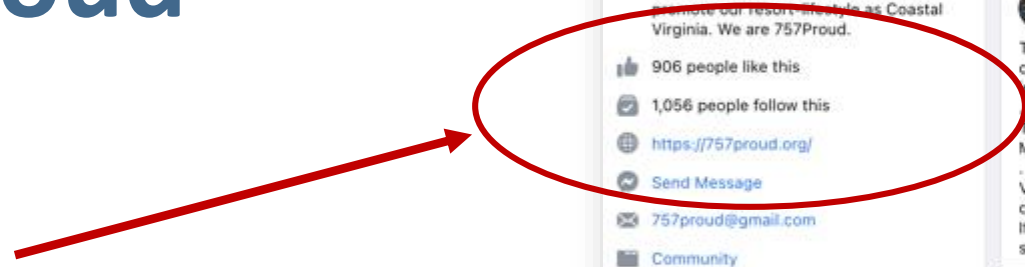 promote our resort-lifestyle as Coastal
Virginia. We are 757Proud.
906 people like this
1,056 people follow this
https://757proud.org/
Send Message
757proud@gmail.com
Community